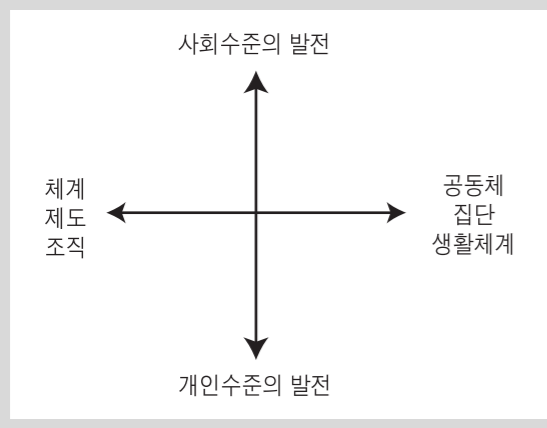 사회수준의 발전
체계
제도
조직
공동체
집단
생활체계
개인수준의 발전